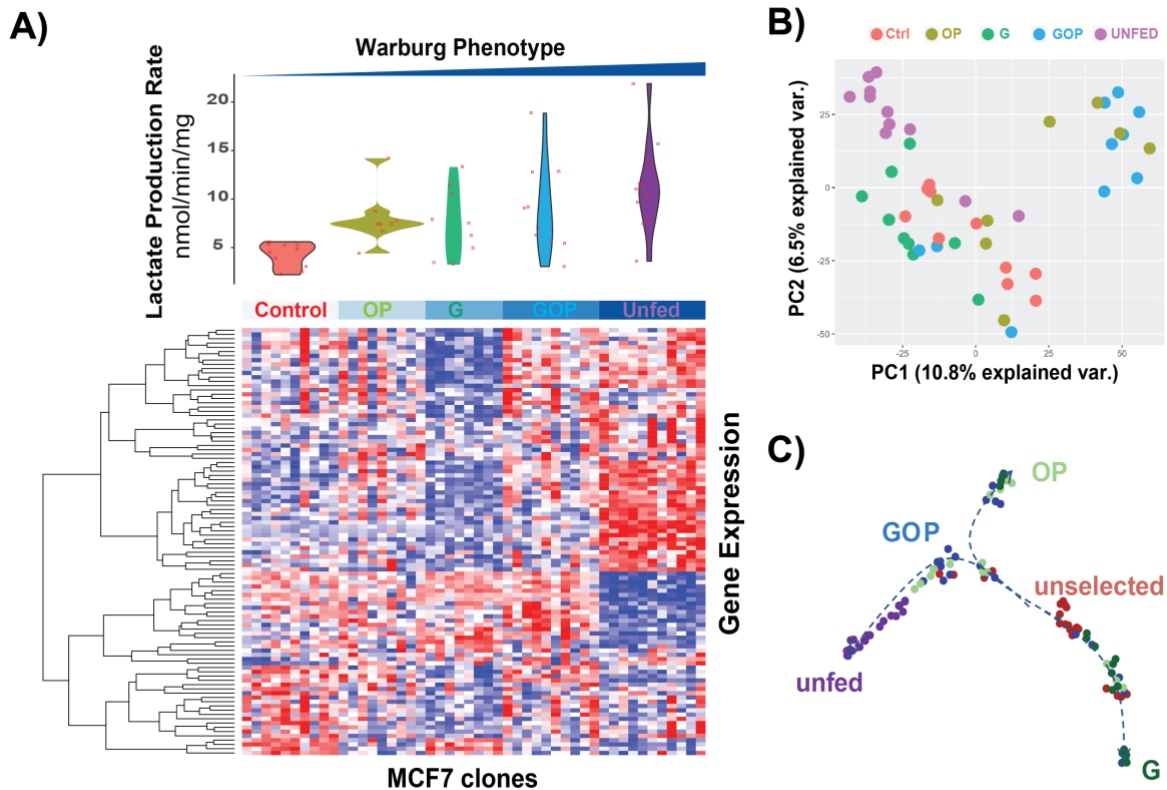 A)
Warburg Phenotype
Lactate Production Rate
nmol/min/mg
20
15
10
5
Control OP G GOP Unfed
Gene Expression
MCF7 clones
B)
Ctrl OP G GOP UNFED
PC2 (6.5% explained var.)
25
0
-25
-50
-25 0 25 50
PC1 (10.8% explained var.)
C)
OP
GOP
unselected
unfed
G